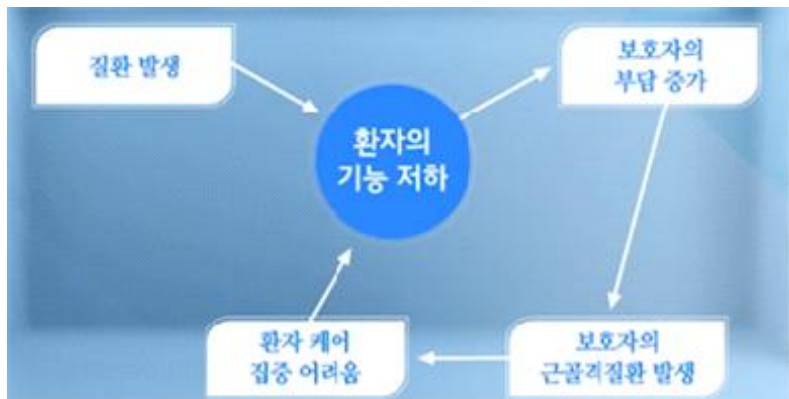 질환 발생
환자의
기능 저하
보호자의
부담 증가
보호자의
근골격질환 발생
환자 케어
집중 어려움